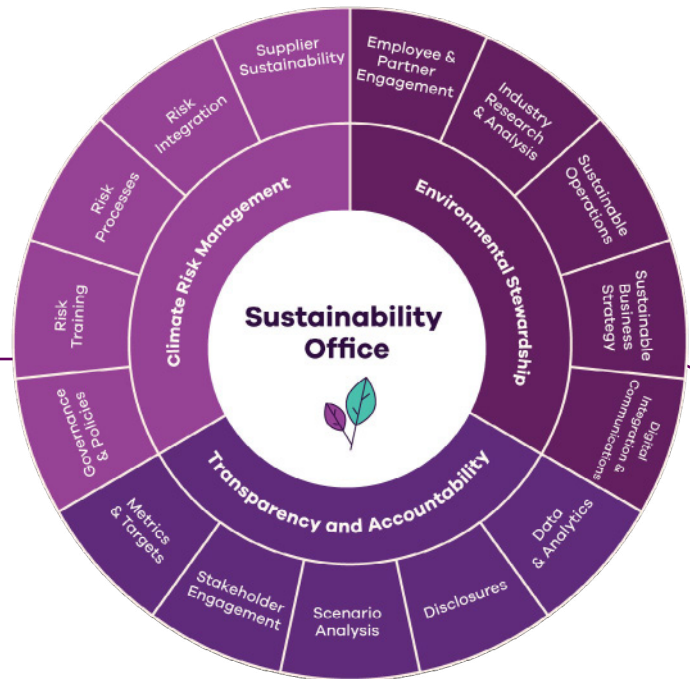 Sustainability
Office
Climate Risk Management
Environmental Stewardship
Transparency and Accountability
Employee &
Partner
Engagement
Industry
Research
& Analysis
Sustainable
Operations
Sustainable
Business
Strategy
Digital
Integration &
Communications
Data
& Analytics
Disclosures
Scenario
Analysis
Stakeholder
Engagement
Metrics
& Targets
Governance
& Policies
Risk
Training
Risk
Processes
Risk
Integration
Supplier
Sustainability